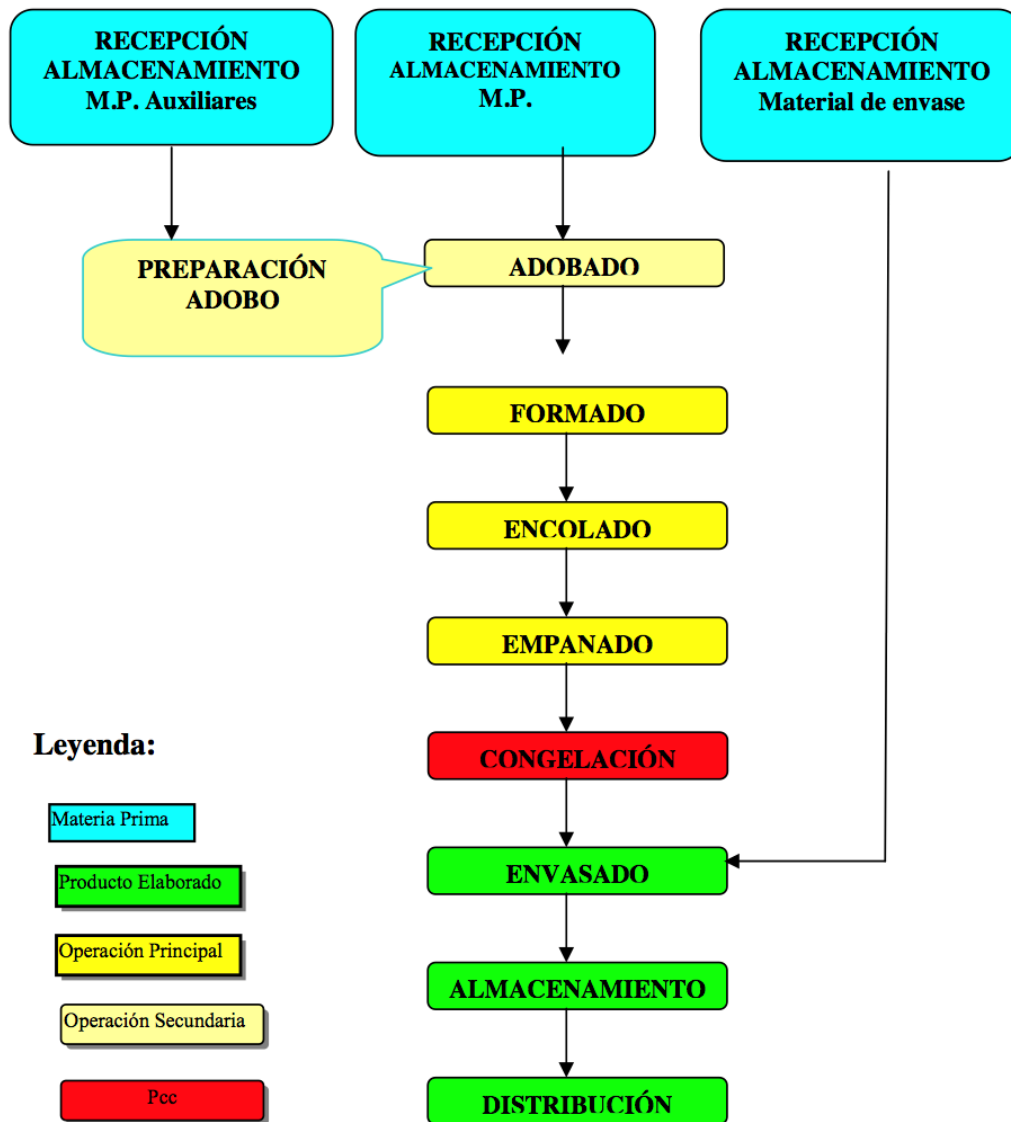 RECEPCIÓN
ALMACENAMIENTO
M.P. Auxiliares
RECEPCIÓN
ALMACENAMIENTO
M.P.
RECEPCIÓN
ALMACENAMIENTO
Material de envase
PREPARACIÓN
ADOBO
ADOBADO
FORMADO
ENCOLADO
EMPANADO
CONGELACIÓN
ENVASADO
ALMACENAMIENTO
DISTRIBUCIÓN
Leyenda:
Materia Prima
Producto Elaborado
Operación Principal
Operación Secundaria
Pcc